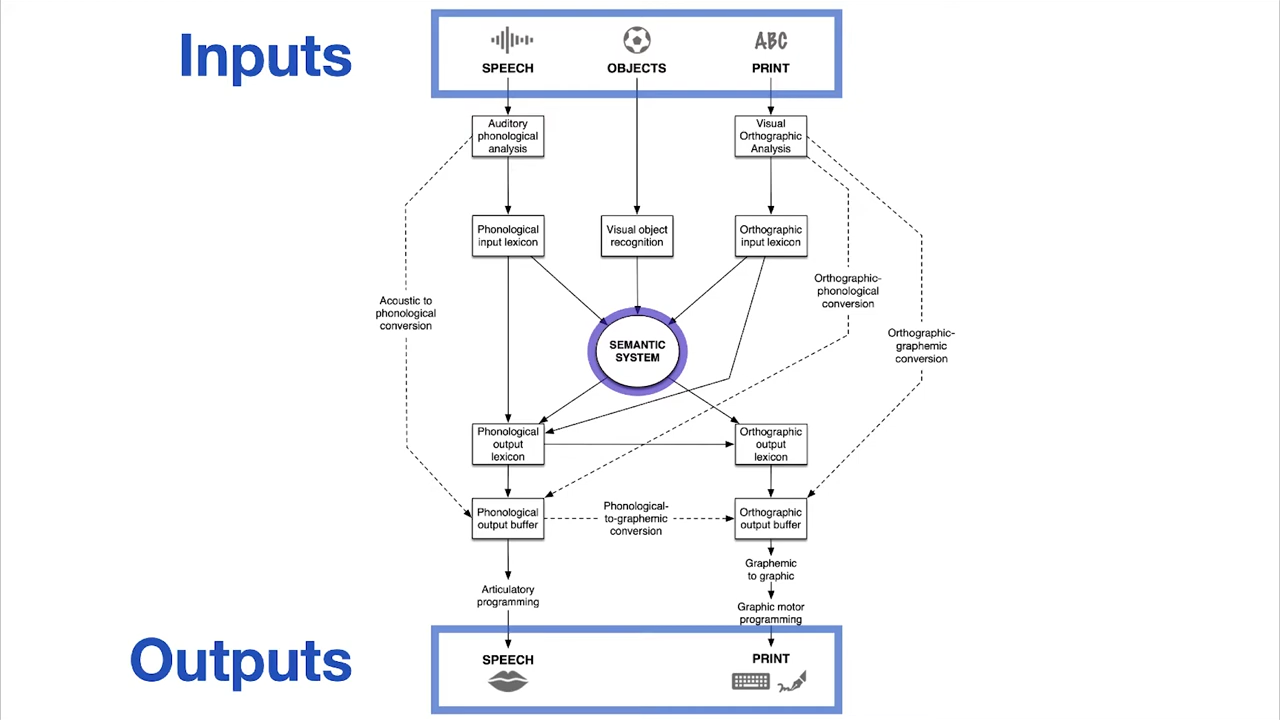 Inputs
ABC
SPEECH
OBJECTS
PRINT
Auditory
phonological
analysis
Visual
Orthographic
Analysis
Phonological
input lexicon
Visual object
recognition
Orthographic
input lexicon
Acoustic to
phonological
conversion
Orthographic-
phonological
conversion
Orthographic-
graphemic
conversion
SEMANTIC
SYSTEM
Phonological
output
lexicon
Orthographic
output
lexicon
Phonological
output buffer
Phonological-
to-graphemic
conversion
Orthographic
output buffer
Graphemic
to graphic
Articulatory
programming
Graphic motor
programming
Outputs
SPEECH
PRINT